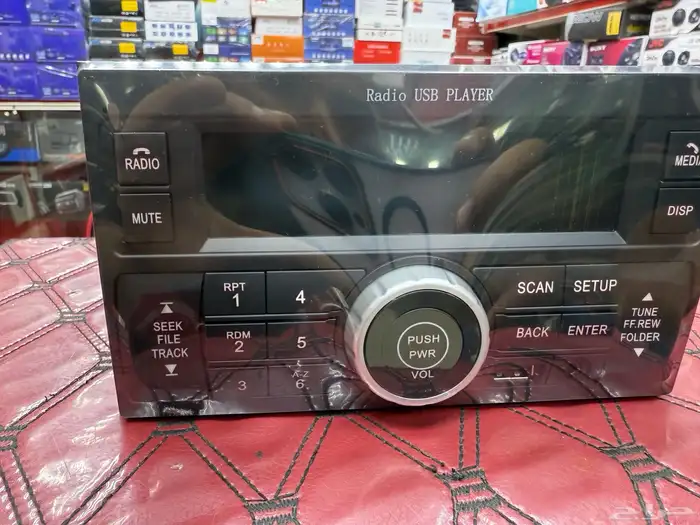 Radio USB PLAYER
RADIO
MEDI
MUTE
DISP
RPT
1
4
SCAN
SETUP
SEEK
FILE
TRACK
RDM
2
5
PUSH
PWR
VOL
BACK
ENTER
TUNE
FF.REW
FOLDER
3
A-Z
6
SONY